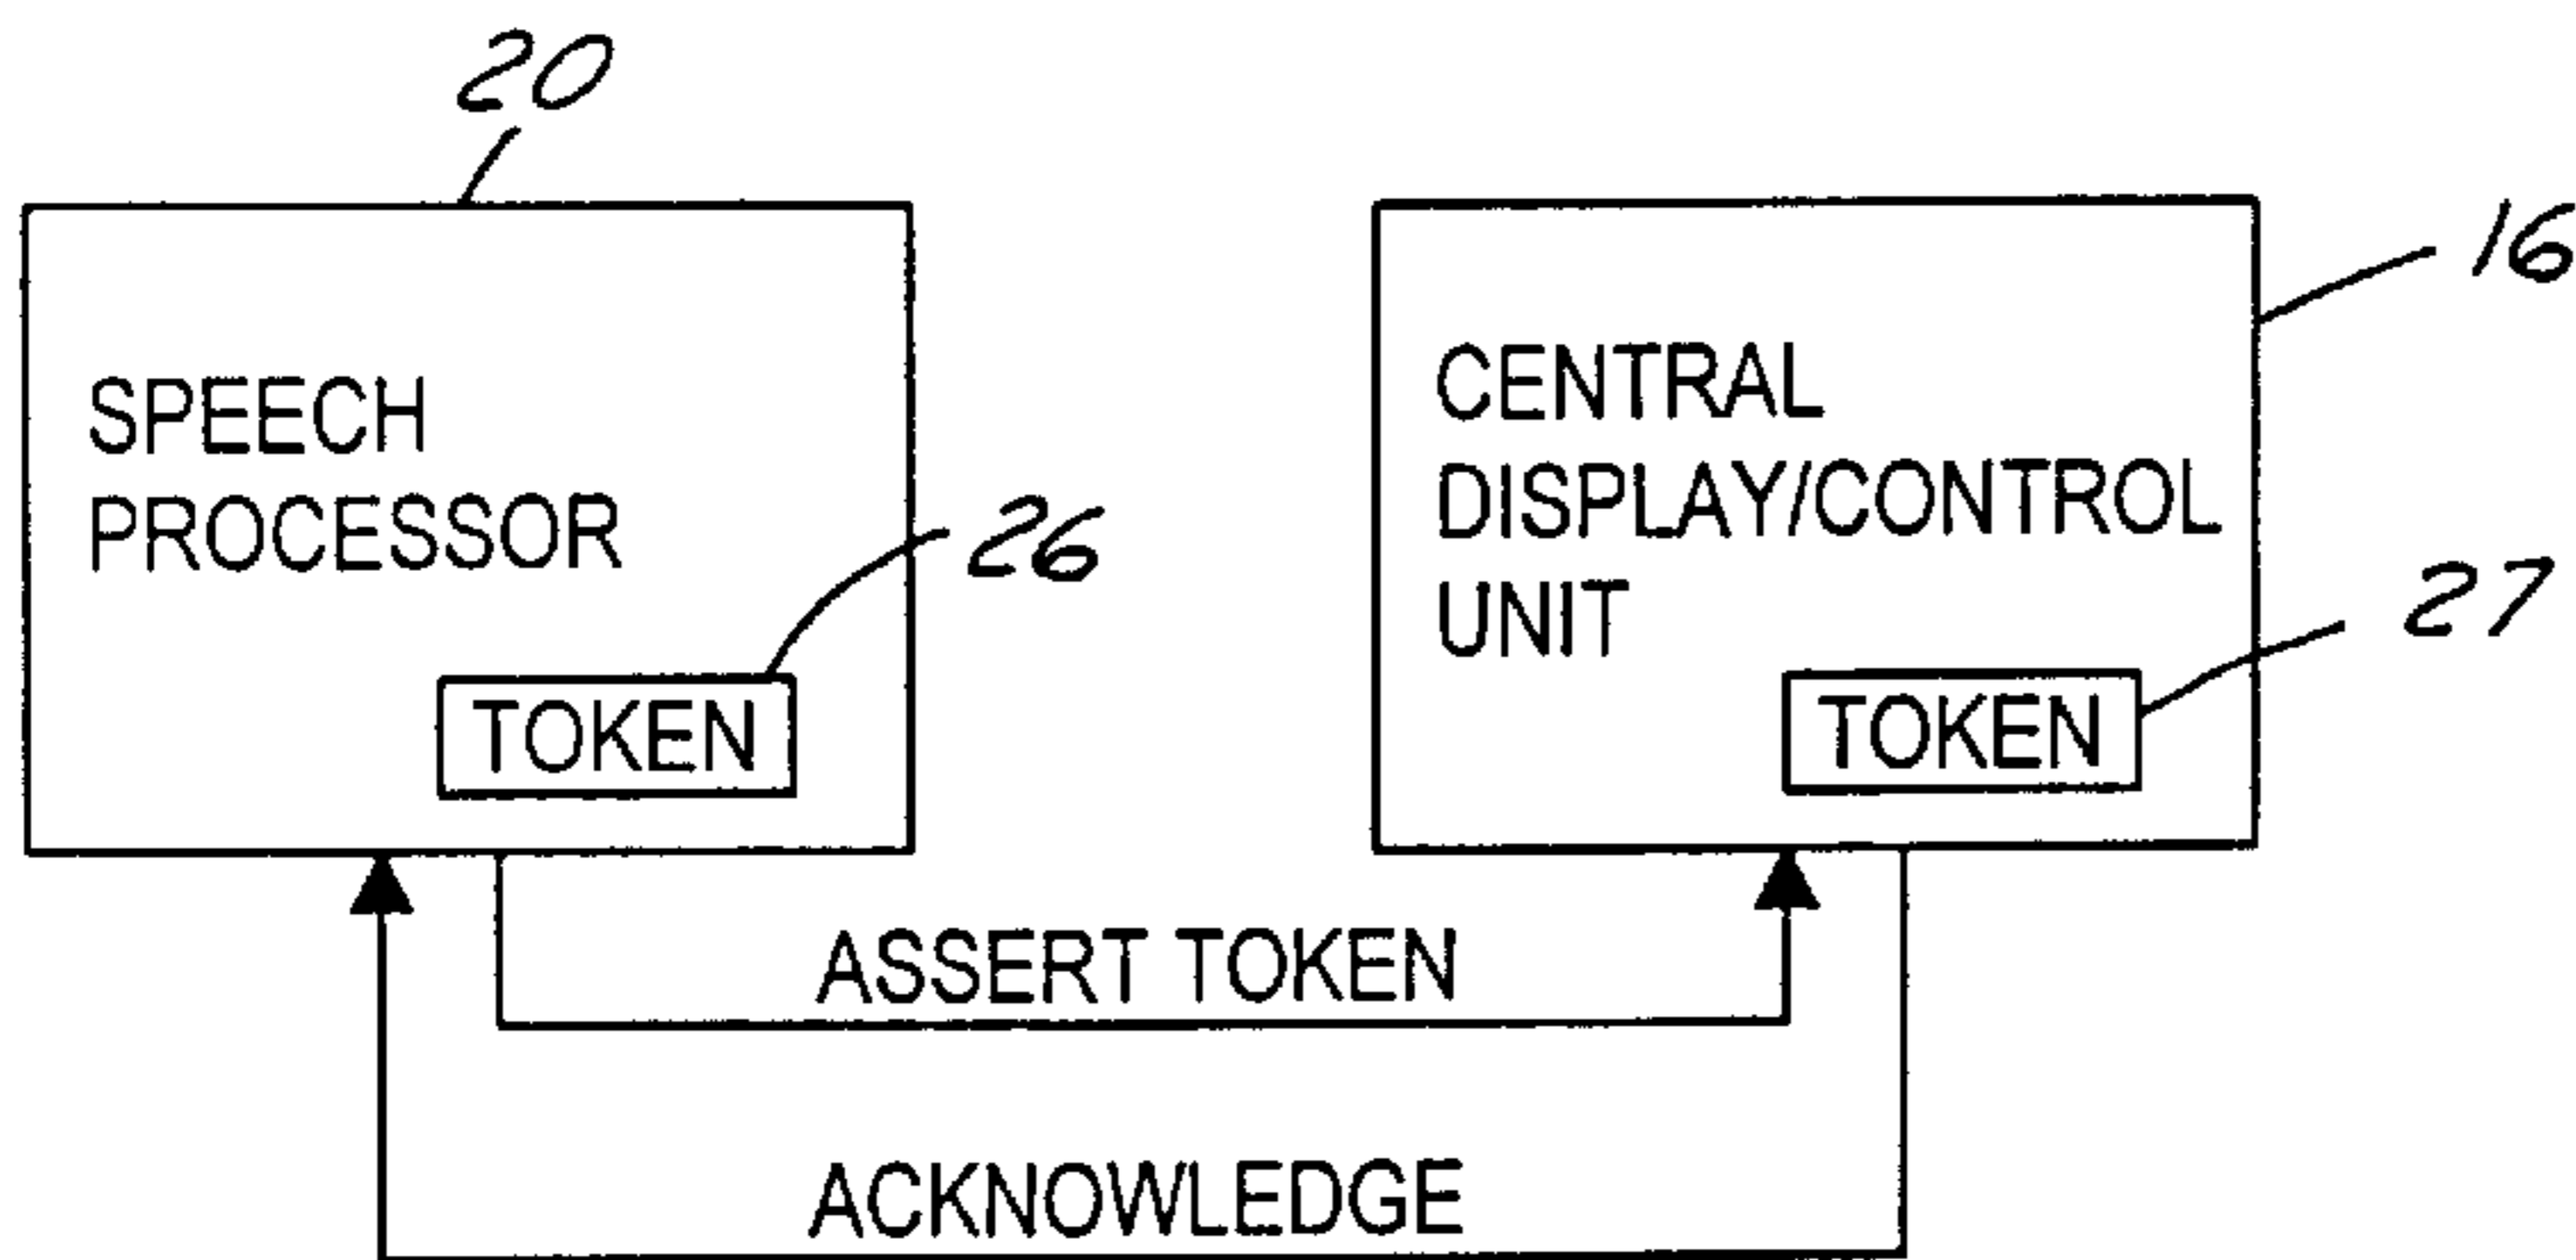 20
SPEECH
PROCESSOR
26
TOKEN
16
CENTRAL
DISPLAY/CONTROL
UNIT
27
TOKEN
ASSERT TOKEN
ACKNOWLEDGE